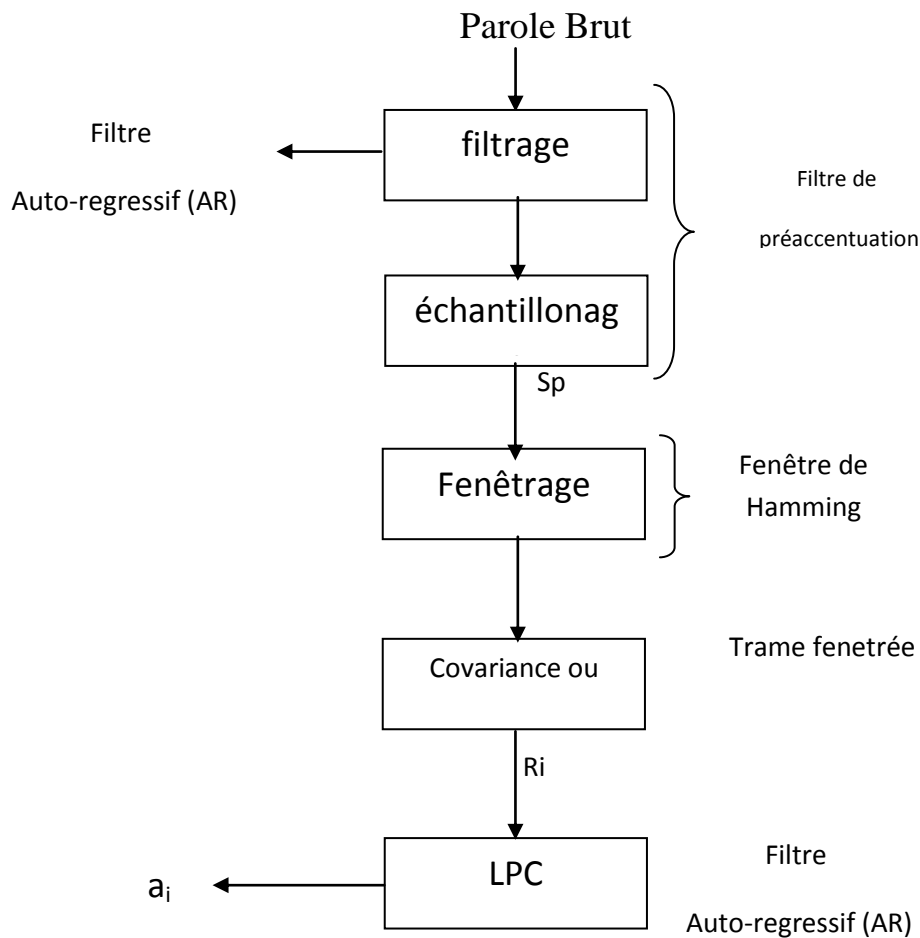 Parole Brut
filtrage
Filtre
Auto-regressif (AR)
Filtre de
préaccentuation
échantillonag
Sp
Fenêtrage
Fenêtre de
Hamming
Trame fenetrée
Covariance ou
Ri
LPC
ai
Filtre
Auto-regressif (AR)